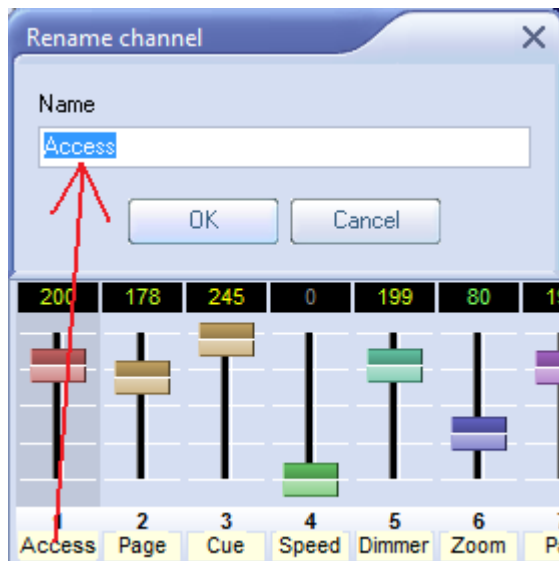 Rename channel
Name
Access
OK Cancel
200 178 245 0 199 80
1 2 3 4 5 6
Access Page Cue Speed Dimmer Zoom